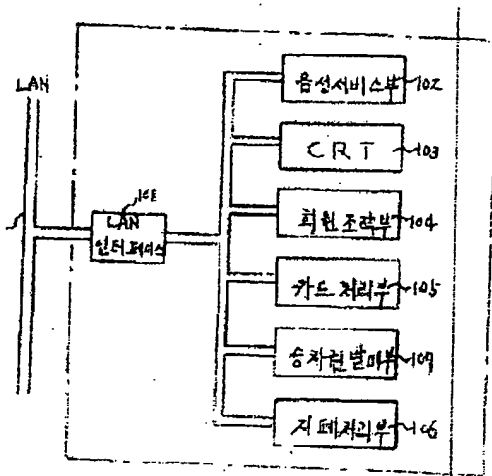 LAN
음성서비스부
102
CRT
103
101
LAN
인터페이스
회원조작부
104
카드처리부
105
승차권발매부
109
지폐처리부
106